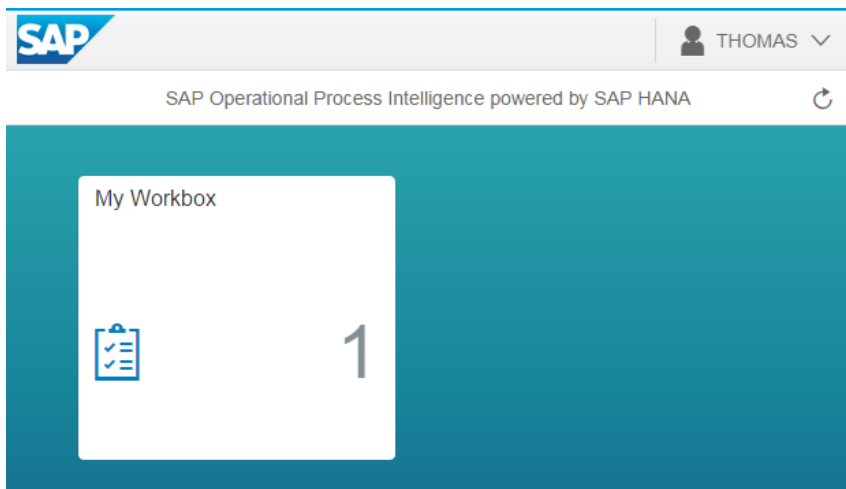 SAP
THOMAS
SAP Operational Process Intelligence powered by SAP HANA
My Workbox
1